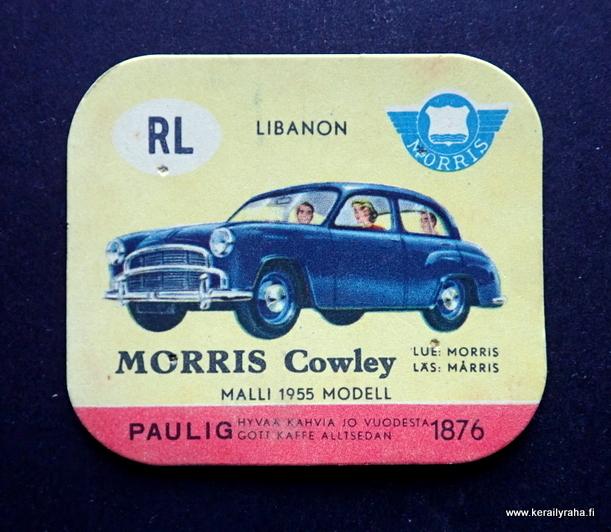 RL
LIBANON
MORRIS
MORRIS Cowley
LUE: MORRIS
LÄS: MÅRRIS
MALLI 1955 MODELL
PAULIG
HYVÄÄ KAHVIA JO VUODESTA
GOTT KAFFE ALLTSEDAN
1876
www.kerailyraha.fi